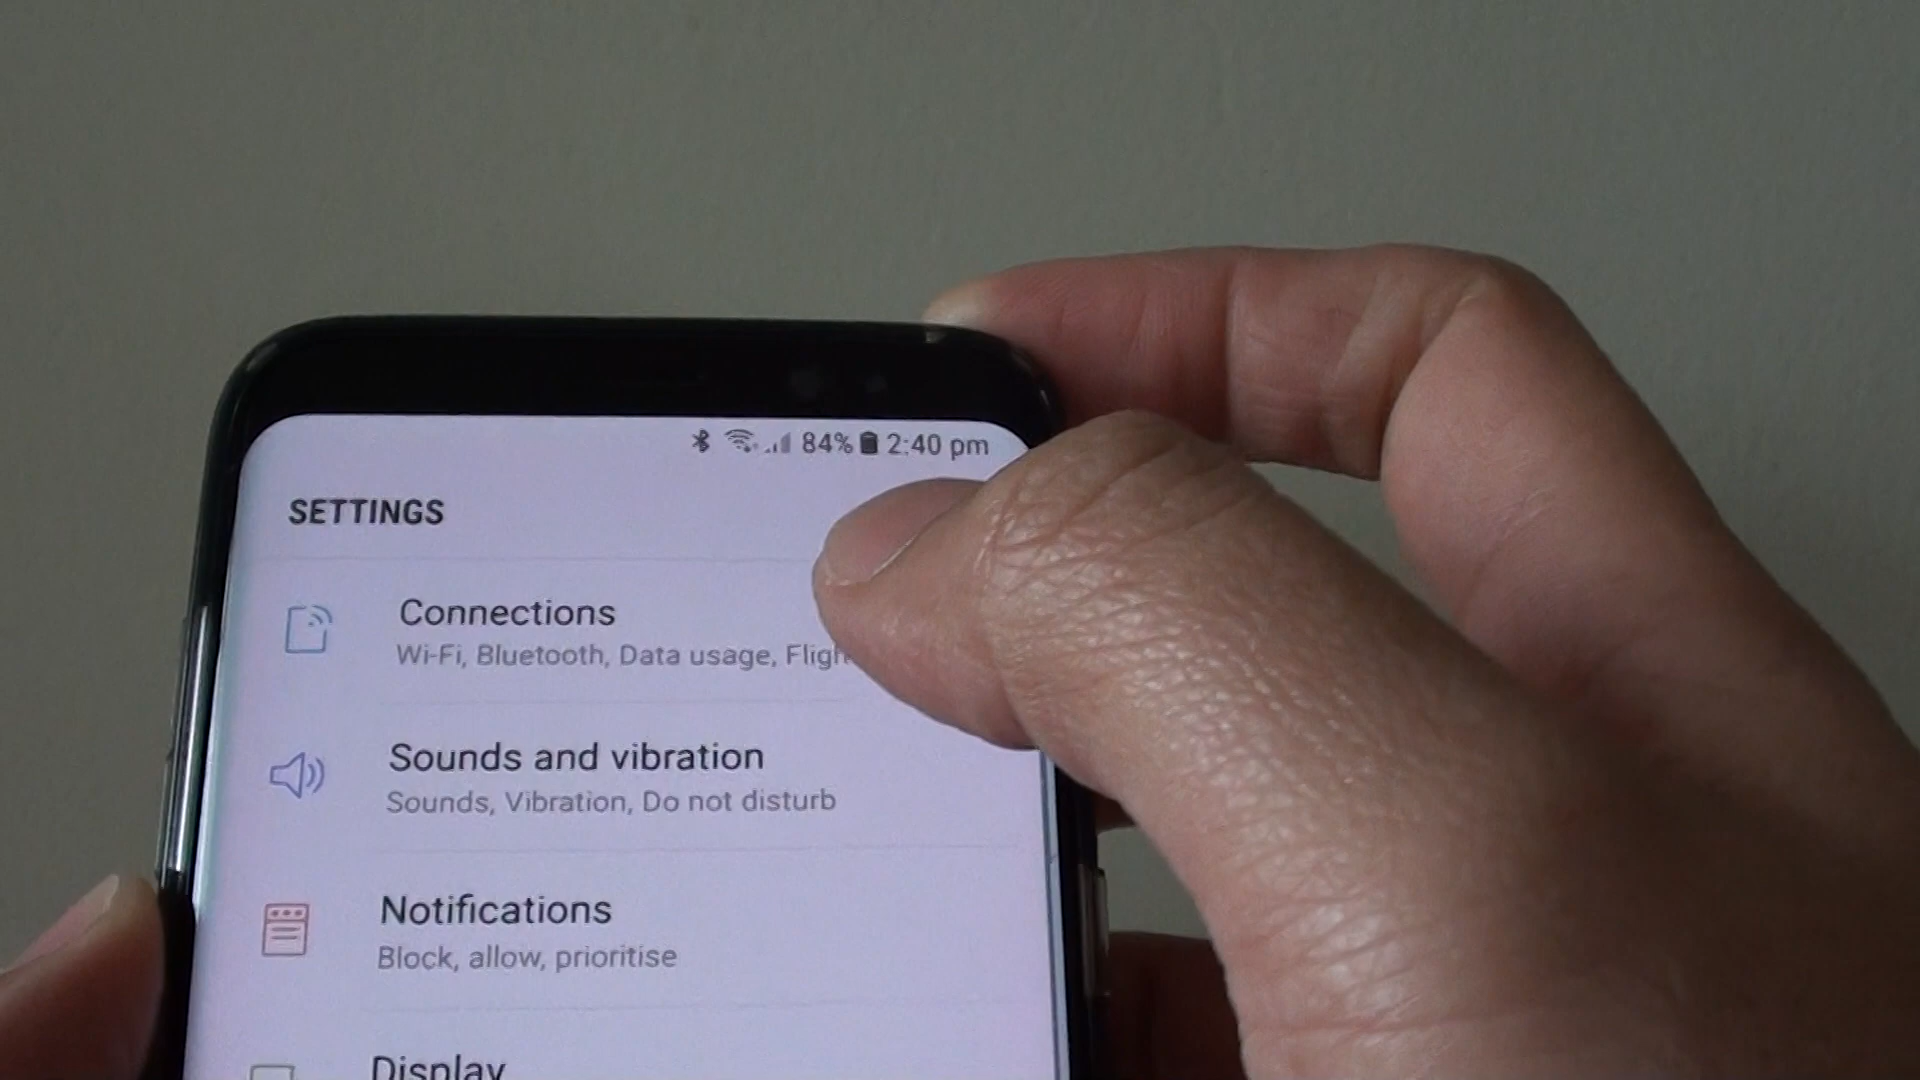 84% 2:40 pm
SETTINGS
Connections
Wi-Fi, Bluetooth, Data usage, Fligh
Sounds and vibration
Sounds, Vibration, Do not disturb
Notifications
Block, allow, prioritise
Display